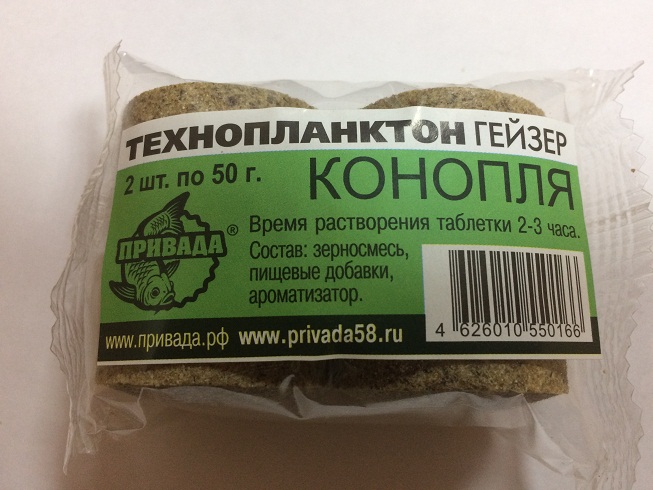 ТЕХНОПЛАНКТОН ГЕЙЗЕР
2 шт. по 50 г.
КОНОПЛЯ
ПРИВАДА®
Время растворения таблетки 2-3 часа.
Состав: зерносмесь,
пищевые добавки,
ароматизатор.
4 626010 550166
www.привада.рф www.privada58.ru